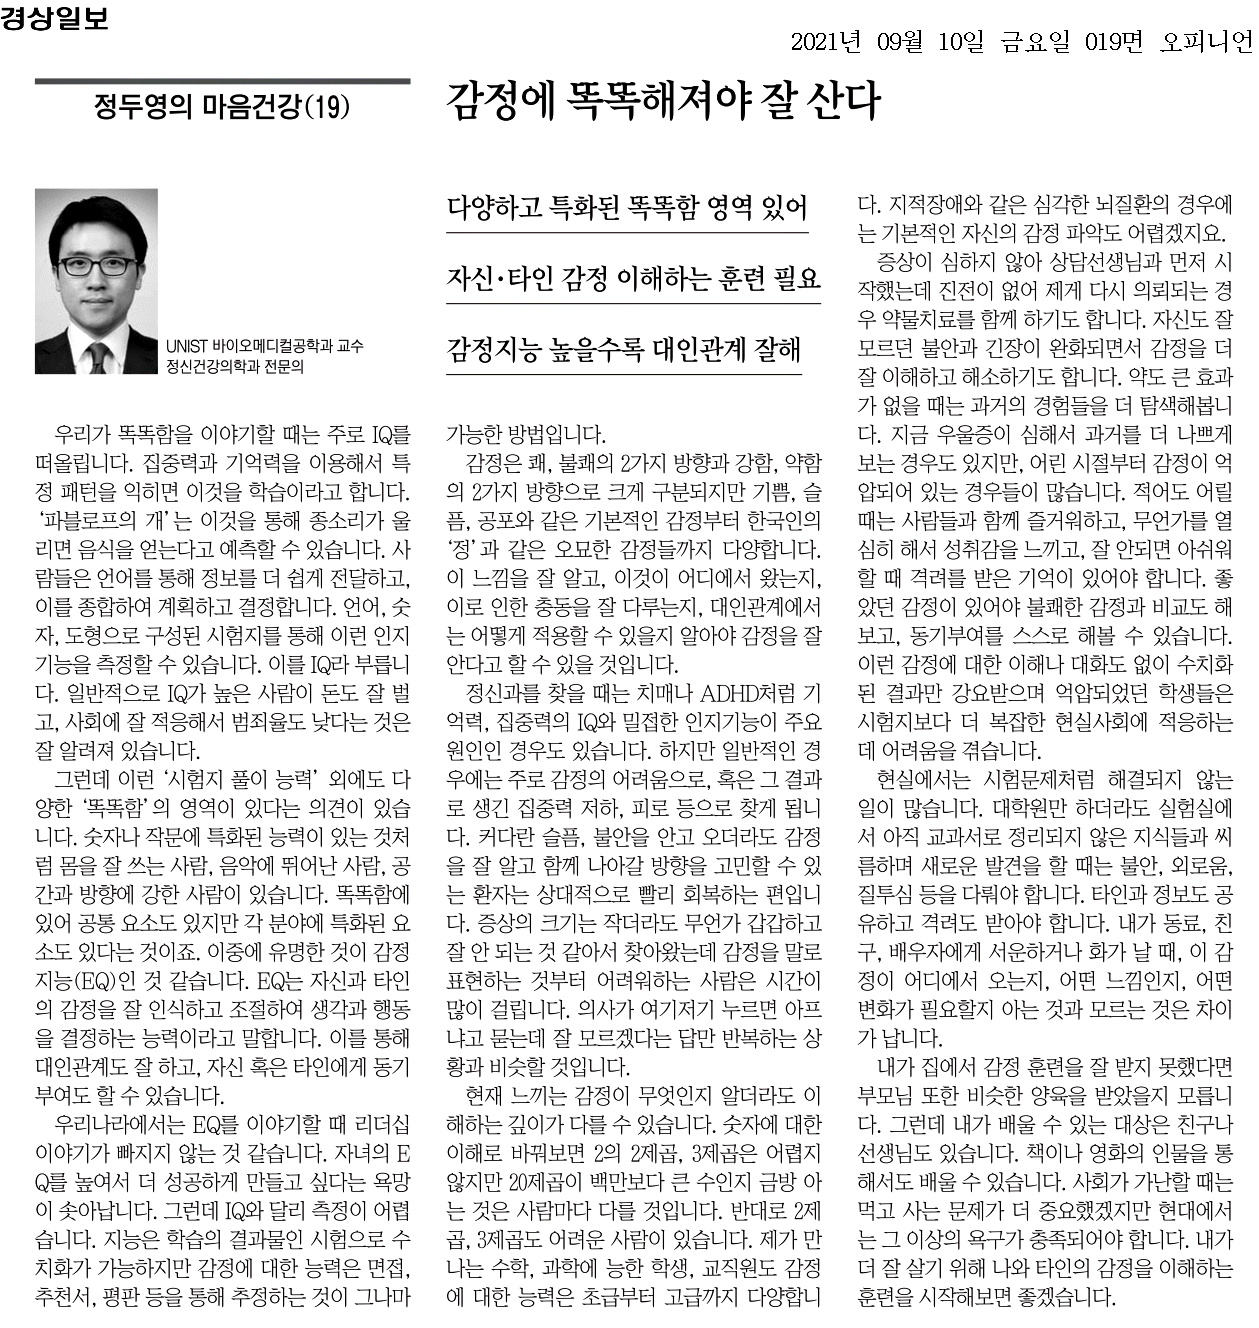 경상일보
2021년 09월 10일 금요일 019면 오피니언
정두영의 마음건강(19)
감정에 똑똑해져야 잘 산다
UNIST 바이오메디컬공학과 교수
정신건강의학과 전문의
다양하고 특화된 똑똑함 영역 있어
자신·타인 감정 이해하는 훈련 필요
감정지능 높을수록 대인관계 잘해
우리가 똑똑함을 이야기할 때는 주로 IQ를
떠올립니다. 집중력과 기억력을 이용해서 특
정 패턴을 익히면 이것을 학습이라고 합니다.
‘파블로프의 개’는 이것을 통해 종소리가 울
리면 음식을 얻는다고 예측할 수 있습니다. 사
람들은 언어를 통해 정보를 더 쉽게 전달하고,
이를 종합하여 계획하고 결정합니다. 언어, 숫
자, 도형으로 구성된 시험지를 통해 이런 인지
기능을 측정할 수 있습니다. 이를 IQ라 부릅니
다. 일반적으로 IQ가 높은 사람이 돈도 잘 벌
고, 사회에 잘 적응해서 범죄율도 낮다는 것은
잘 알려져 있습니다.
그런데 이런 ‘시험지 풀이 능력’ 외에도 다
양한 ‘똑똑함’의 영역이 있다는 의견이 있습
니다. 숫자나 작문에 특화된 능력이 있는 것처
럼 몸을 잘 쓰는 사람, 음악에 뛰어난 사람, 공
간과 방향에 강한 사람이 있습니다. 똑똑함에
있어 공통 요소도 있지만 각 분야에 특화된 요
소도 있다는 것이죠. 이중에 유명한 것이 감정
지능(EQ)인 것 같습니다. EQ는 자신과 타인
의 감정을 잘 인식하고 조절하여 생각과 행동
을 결정하는 능력이라고 말합니다. 이를 통해
대인관계도 잘 하고, 자신 혹은 타인에게 동기
부여도 할 수 있습니다.
우리나라에서는 EQ를 이야기할 때 리더십
이야기가 빠지지 않는 것 같습니다. 자녀의 E
Q를 높여서 더 성공하게 만들고 싶다는 욕망
이 솟아납니다. 그런데 IQ와 달리 측정이 어렵
습니다. 지능은 학습의 결과물인 시험으로 수
치화가 가능하지만 감정에 대한 능력은 면접,
추천서, 평판 등을 통해 추정하는 것이 그나마
가능한 방법입니다.
감정은 쾌, 불쾌의 2가지 방향과 강함, 약함
의 2가지 방향으로 크게 구분되지만 기쁨, 슬
픔, 공포와 같은 기본적인 감정부터 한국인의
‘정’과 같은 오묘한 감정들까지 다양합니다.
이 느낌을 잘 알고, 이것이 어디에서 왔는지,
이로 인한 충동을 잘 다루는지, 대인관계에서
는 어떻게 적용할 수 있을지 알아야 감정을 잘
안다고 할 수 있을 것입니다.
정신과를 찾을 때는 치매나 ADHD처럼 기
억력, 집중력의 IQ와 밀접한 인지기능이 주요
원인인 경우도 있습니다. 하지만 일반적인 경
우에는 주로 감정의 어려움으로, 혹은 그 결과
로 생긴 집중력 저하, 피로 등으로 찾게 됩니
다. 커다란 슬픔, 불안을 안고 오더라도 감정
을 잘 알고 함께 나아갈 방향을 고민할 수 있
는 환자는 상대적으로 빨리 회복하는 편입니
다. 증상의 크기는 작더라도 무언가 갑갑하고
잘 안 되는 것 같아서 찾아왔는데 감정을 말로
표현하는 것부터 어려워하는 사람은 시간이
많이 걸립니다. 의사가 여기저기 누르면 아프
냐고 묻는데 잘 모르겠다는 답만 반복하는 상
황과 비슷할 것입니다.
현재 느끼는 감정이 무엇인지 알더라도 이
해하는 깊이가 다를 수 있습니다. 숫자에 대한
이해로 바꿔보면 2의 2제곱, 3제곱은 어렵지
않지만 20제곱이 백만보다 큰 수인지 금방 아
는 것은 사람마다 다를 것입니다. 반대로 2제
곱, 3제곱도 어려운 사람이 있습니다. 제가 만
나는 수학, 과학에 능한 학생, 교직원도 감정
에 대한 능력은 초급부터 고급까지 다양합니
다. 지적장애와 같은 심각한 뇌질환의 경우에
는 기본적인 자신의 감정 파악도 어렵겠지요.
증상이 심하지 않아 상담선생님과 먼저 시
작했는데 진전이 없어 제게 다시 의뢰되는 경
우 약물치료를 함께 하기도 합니다. 자신도 잘
모르던 불안과 긴장이 완화되면서 감정을 더
잘 이해하고 해소하기도 합니다. 약도 큰 효과
가 없을 때는 과거의 경험들을 더 탐색해봅니
다. 지금 우울증이 심해서 과거를 더 나쁘게
보는 경우도 있지만, 어린 시절부터 감정이 억
압되어 있는 경우들이 많습니다. 적어도 어릴
때는 사람들과 함께 즐거워하고, 무언가를 열
심히 해서 성취감을 느끼고, 잘 안되면 아쉬워
할 때 격려를 받은 기억이 있어야 합니다. 좋
았던 감정이 있어야 불쾌한 감정과 비교도 해
보고, 동기부여를 스스로 해볼 수 있습니다.
이런 감정에 대한 이해나 대화도 없이 수치화
된 결과만 강요받으며 억압되었던 학생들은
시험지보다 더 복잡한 현실사회에 적응하는
데 어려움을 겪습니다.
현실에서는 시험문제처럼 해결되지 않는
일이 많습니다. 대학원만 하더라도 실험실에
서 아직 교과서로 정리되지 않은 지식들과 씨
름하며 새로운 발견을 할 때는 불안, 외로움,
질투심 등을 다뤄야 합니다. 타인과 정보도 공
유하고 격려도 받아야 합니다. 내가 동료, 친
구, 배우자에게 서운하거나 화가 날 때, 이 감
정이 어디에서 오는지, 어떤 느낌인지, 어떤
변화가 필요할지 아는 것과 모르는 것은 차이
가 납니다.
내가 집에서 감정 훈련을 잘 받지 못했다면
부모님 또한 비슷한 양육을 받았을지 모릅니
다. 그런데 내가 배울 수 있는 대상은 친구나
선생님도 있습니다. 책이나 영화의 인물을 통
해서도 배울 수 있습니다. 사회가 가난할 때는
먹고 사는 문제가 더 중요했겠지만 현대에서
는 그 이상의 욕구가 충족되어야 합니다. 내가
더 잘 살기 위해 나와 타인의 감정을 이해하는
훈련을 시작해보면 좋겠습니다.